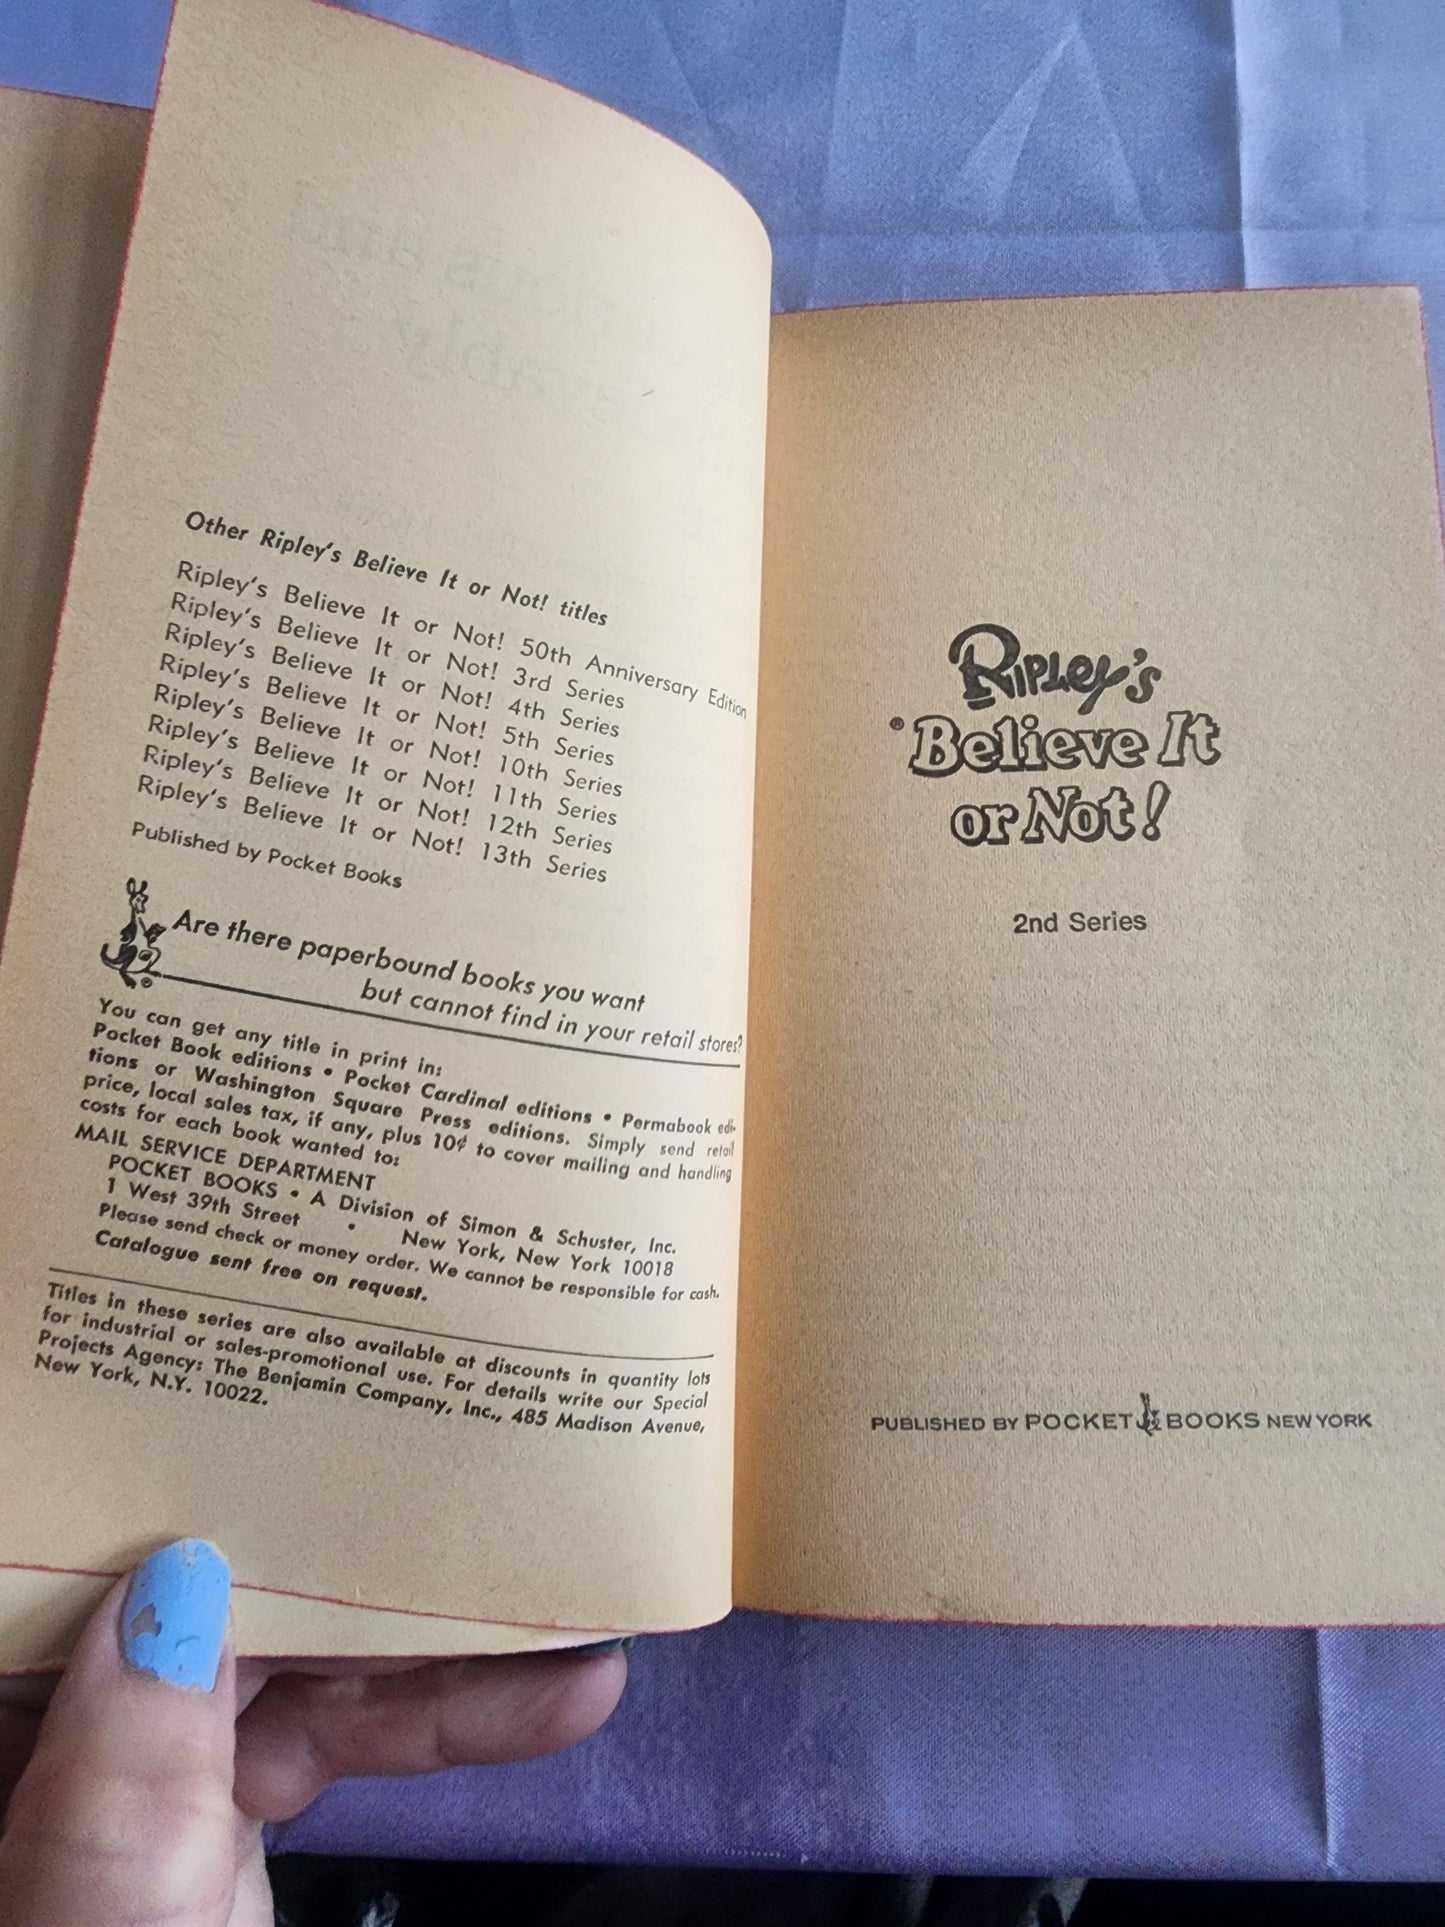 Other Ripley's Believe It or Not! titles
Ripley's Believe It or Not! 50th Anniversary Edition
Ripley's Believe It or Not! 3rd Series
Ripley's Believe It or Not! 4th Series
Ripley's Believe It or Not! 5th Series
Ripley's Believe It or Not! 10th Series
Ripley's Believe It or Not! 11th Series
Ripley's Believe It or Not! 12th Series
Ripley's Believe It or Not! 13th Series
Published by Pocket Books
Are there paperbound books you want
but cannot find in your retail stores?
You can get any title in print in:
Pocket Book editions • Pocket Cardinal editions • Permabook edi-
tions or Washington Square Press editions. Simply send retail
price, local sales tax, if any, plus 10¢ to cover mailing and handling
costs for each book wanted to:
MAIL SERVICE DEPARTMENT
POCKET BOOKS • A Division of Simon & Schuster, Inc.
1 West 39th Street • New York, New York 10018
Please send check or money order. We cannot be responsible for cash.
Catalogue sent free on request.
Titles in these series are also available at discounts in quantity lots
for industrial or sales-promotional use. For details write our Special
Projects Agency: The Benjamin Company, Inc., 485 Madison Avenue,
New York, N.Y. 10022.
Ripley's
® Believe It
or Not!
2nd Series
PUBLISHED BY POCKET BOOKS NEW YORK